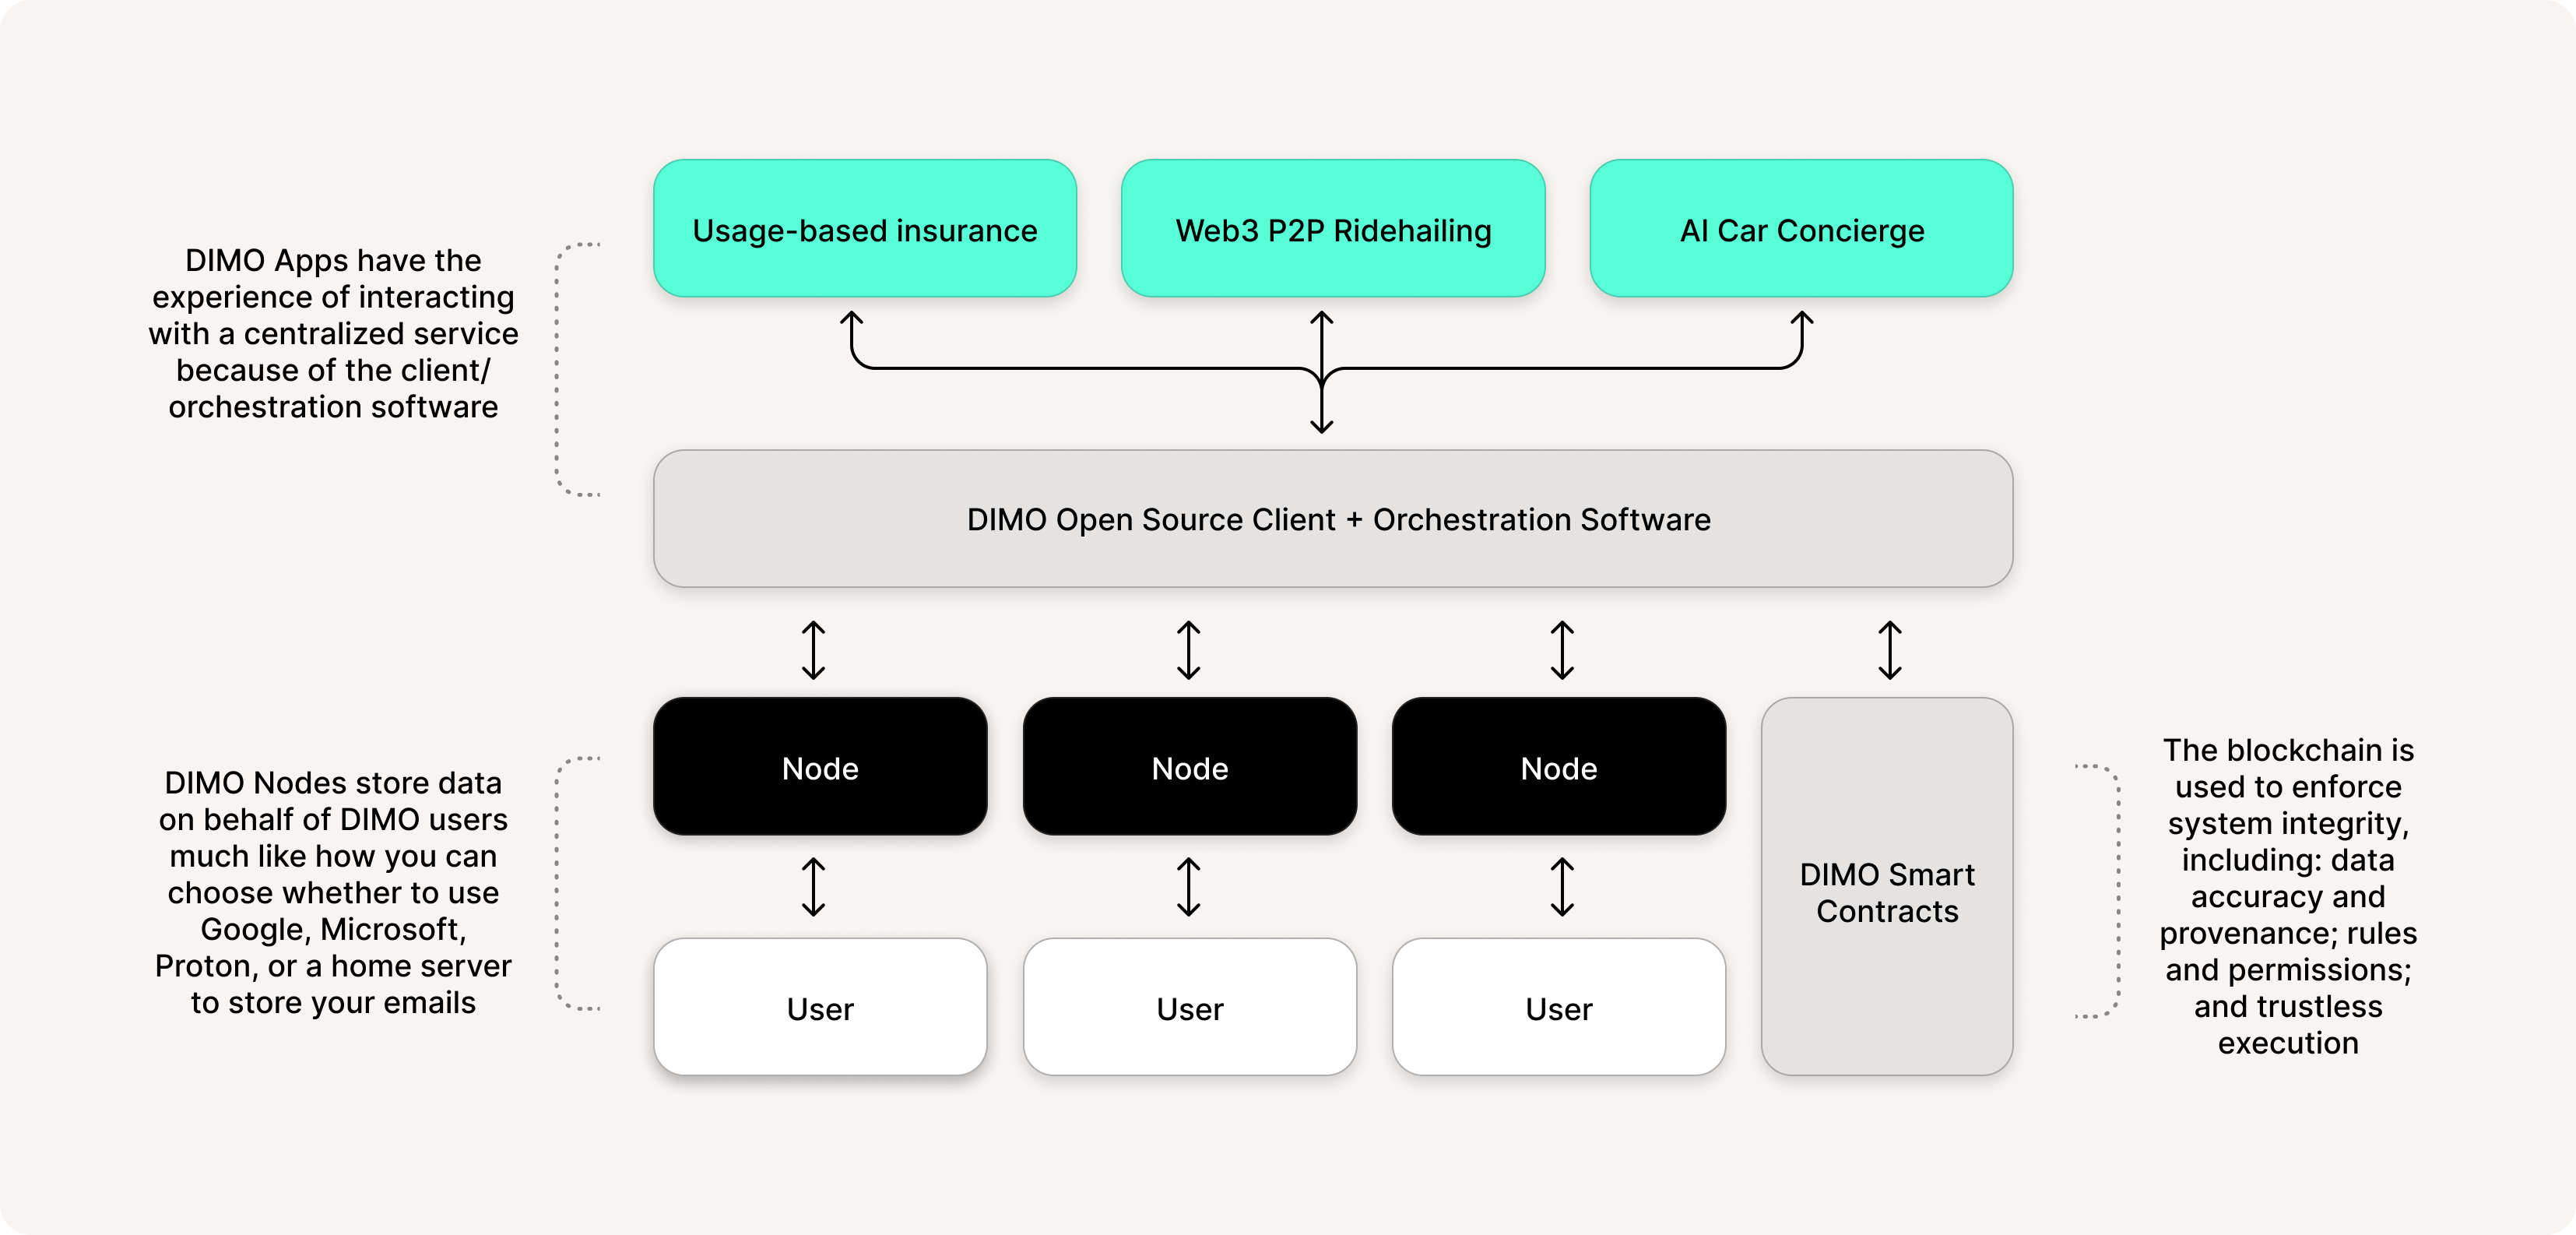 Usage-based insurance
Web3 P2P Ridehailing
AI Car Concierge
DIMO Apps have the
experience of interacting
with a centralized service
because of the client/
orchestration software
DIMO Open Source Client + Orchestration Software
Node
Node
Node
DIMO Smart
Contracts
DIMO Nodes store data
on behalf of DIMO users
much like how you can
choose whether to use
Google, Microsoft,
Proton, or a home server
to store your emails
The blockchain is
used to enforce
system integrity,
including: data
accuracy and
provenance; rules
and permissions;
and trustless
execution
User
User
User